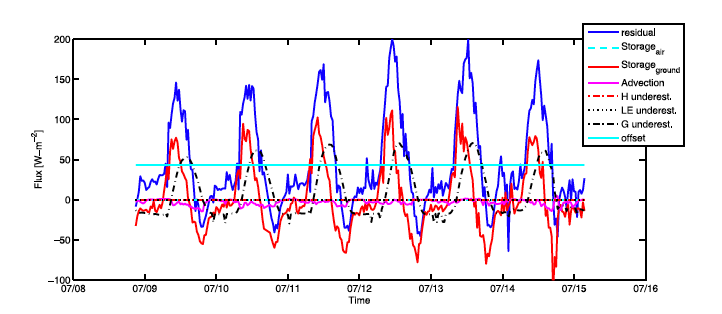 residual
Storage_air
Storage_ground
Advection
H underest.
LE underest.
G underest.
offset
200
150
100
50
0
−50
−100
Flux [W−m⁻²]
07/08 07/09 07/10 07/11 07/12 07/13 07/14 07/15 07/16
Time